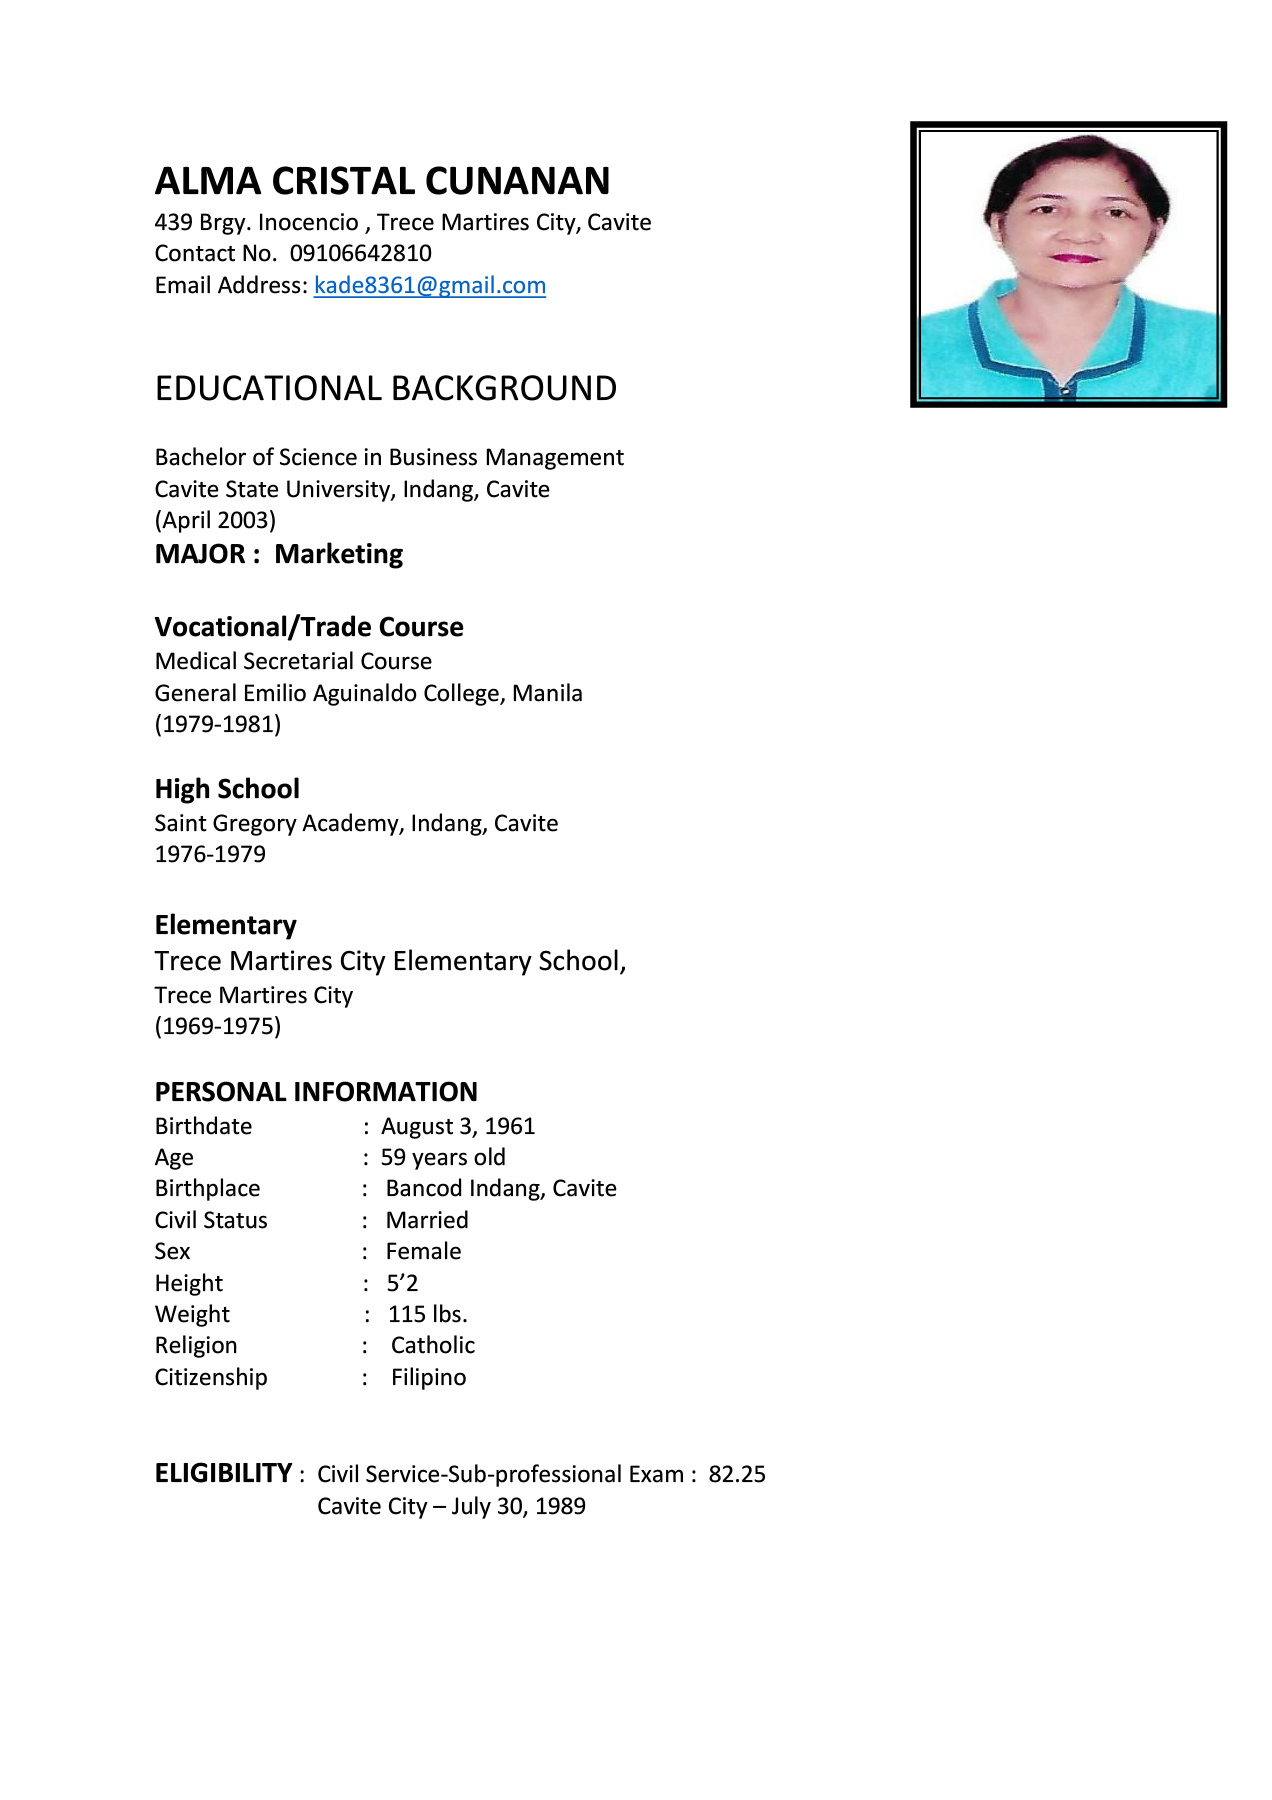 ALMA CRISTAL CUNANAN
439 Brgy. Inocencio , Trece Martires City, Cavite
Contact No.  09106642810
Email Address: kade8361@gmail.com
EDUCATIONAL BACKGROUND
Bachelor of Science in Business Management
Cavite State University, Indang, Cavite
(April 2003)
MAJOR :  Marketing
Vocational/Trade Course
Medical Secretarial Course
General Emilio Aguinaldo College, Manila
(1979-1981)
High School
Saint Gregory Academy, Indang, Cavite
1976-1979
Elementary
Trece Martires City Elementary School,
Trece Martires City
(1969-1975)
PERSONAL INFORMATION
Birthdate : August 3, 1961
Age : 59 years old
Birthplace : Bancod Indang, Cavite
Civil Status : Married
Sex : Female
Height : 5’2
Weight : 115 lbs.
Religion : Catholic
Citizenship : Filipino
ELIGIBILITY :  Civil Service-Sub-professional Exam :  82.25
Cavite City – July 30, 1989